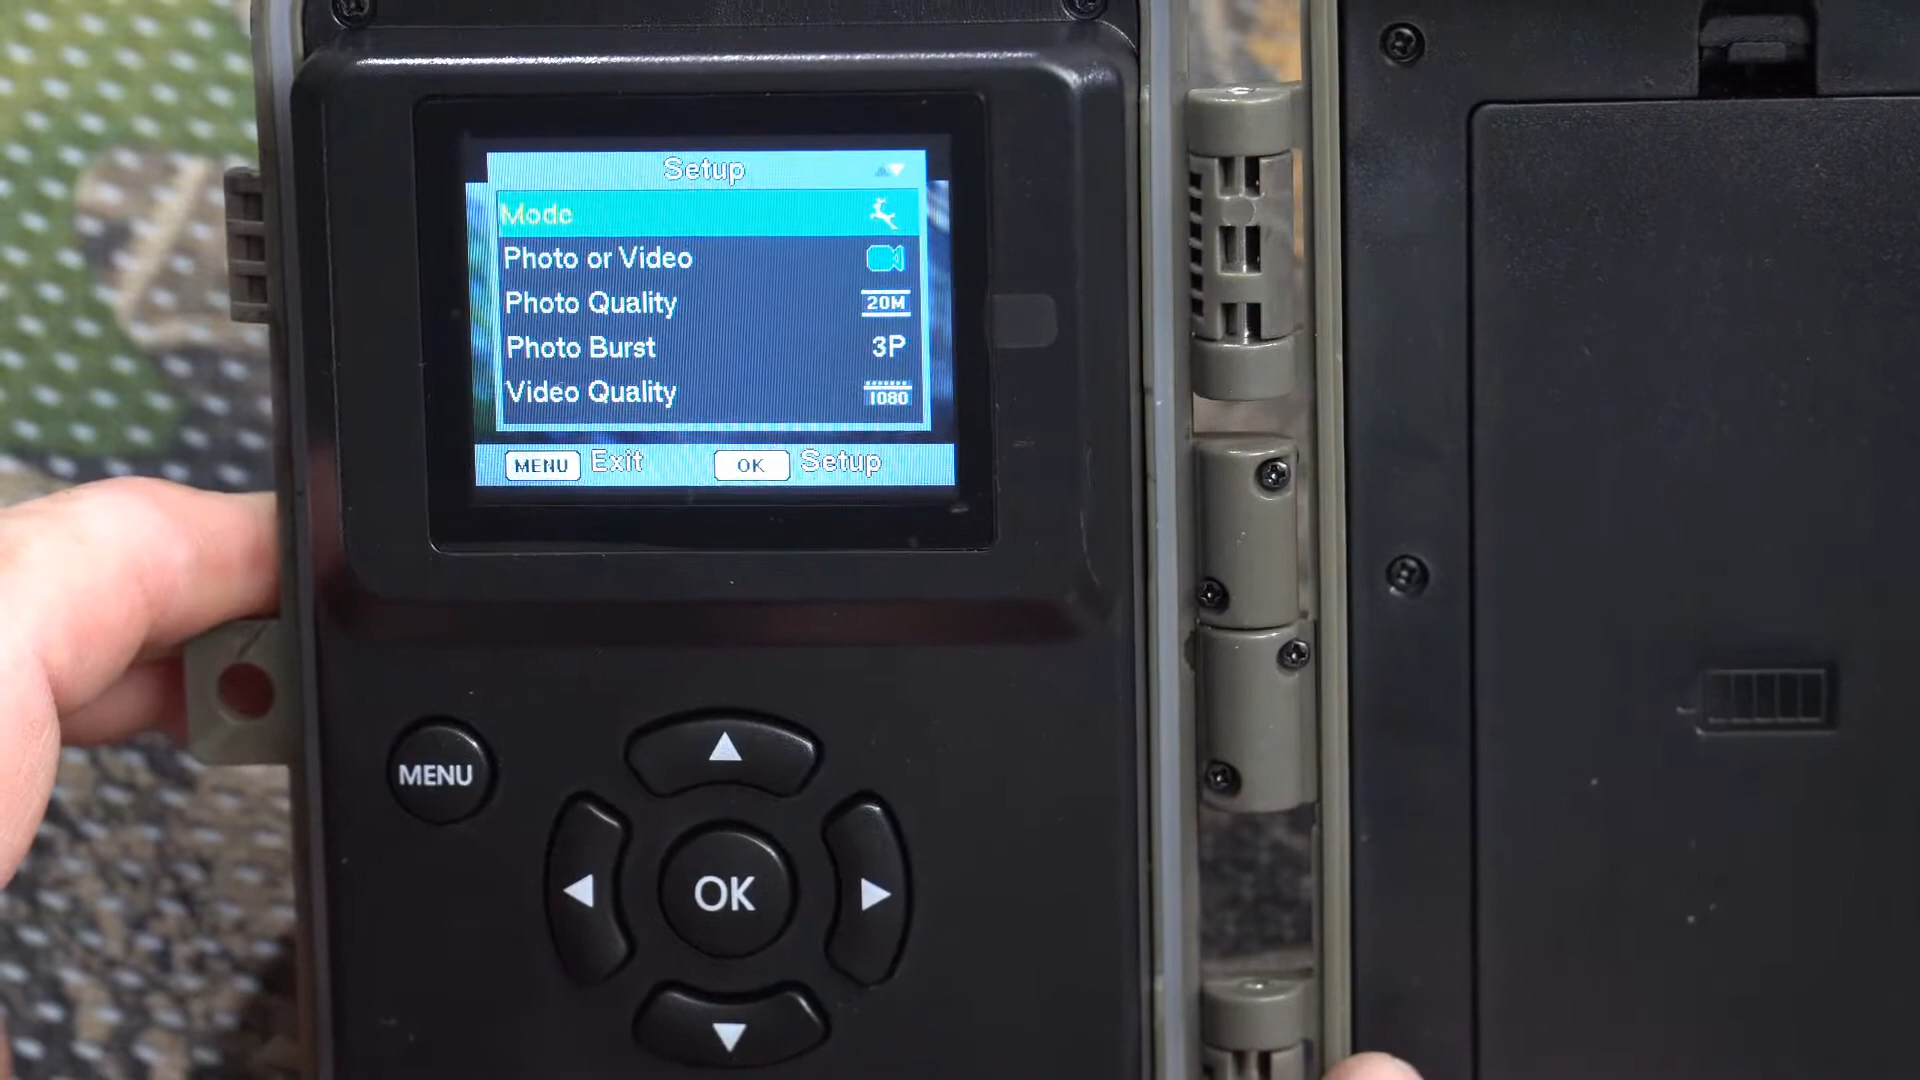 Setup
Mode
Photo or Video
Photo Quality 20M
Photo Burst 3P
Video Quality 1080
MENU Exit OK Setup
MENU
OK